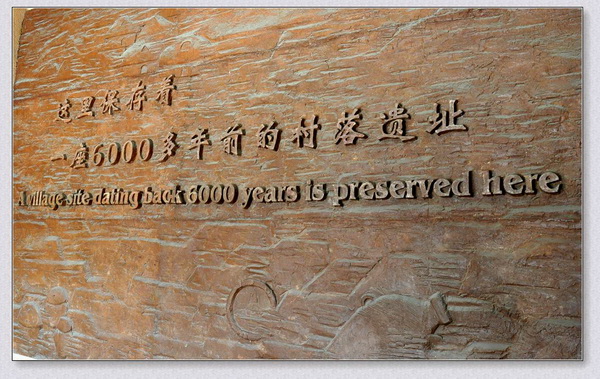 这里保存着
一座6000多年前的村落遗址
A village site dating back 6000 years is preserved here